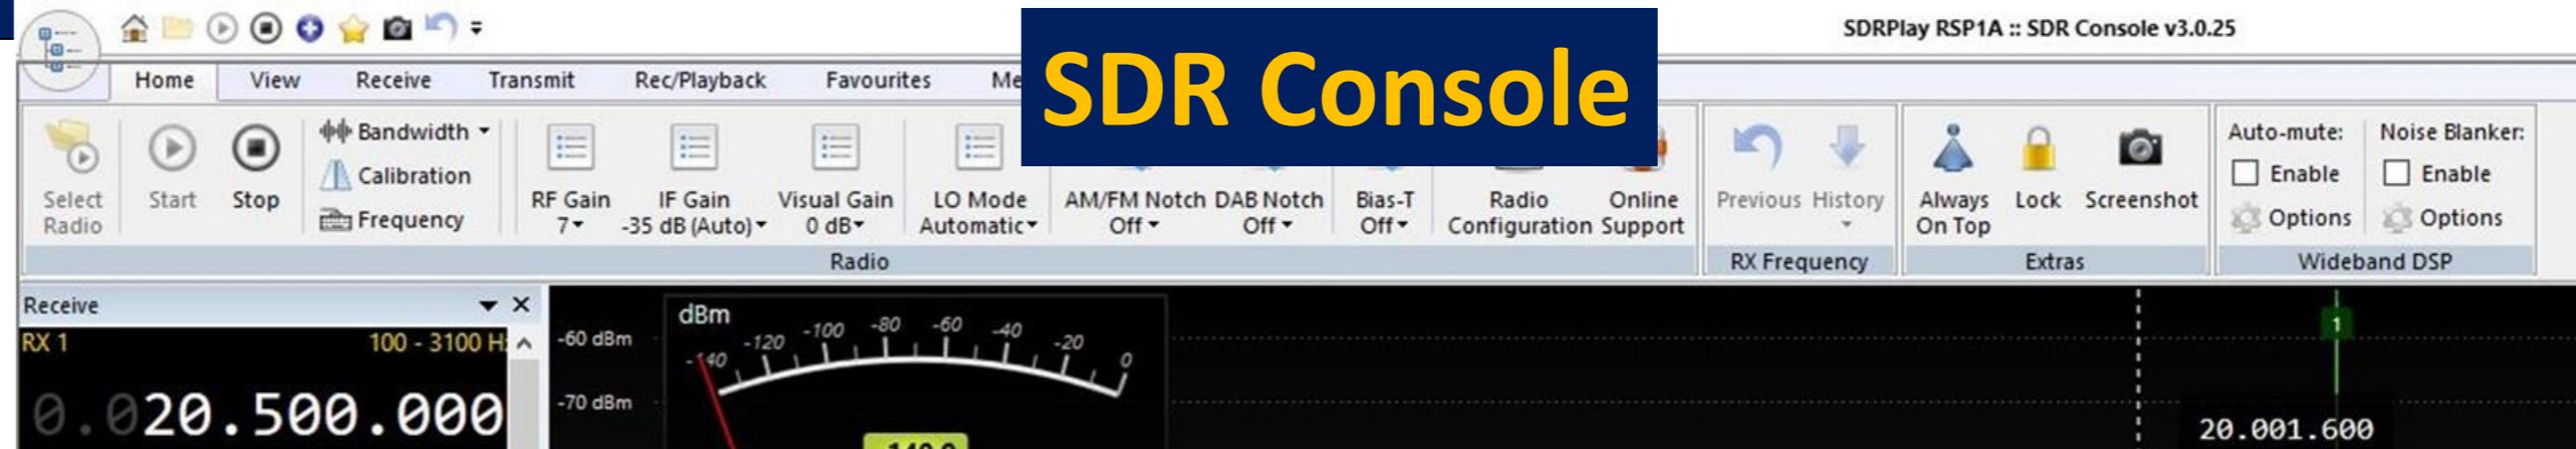 SDRPlay RSP1A :: SDR Console v3.0.25
SDR Console
Home View Receive Transmit Rec/Playback Favourites
Select Radio
Start
Stop
Bandwidth
Calibration
Frequency
RF Gain
7
IF Gain
-35 dB (Auto)
Visual Gain
0 dB
LO Mode
Automatic
AM/FM Notch
Off
DAB Notch
Off
Bias-T
Off
Radio
Configuration
Online
Support
Radio
Previous
History
RX Frequency
Always
On Top
Lock
Screenshot
Extras
Auto-mute:
Enable
Options
Noise Blanker:
Enable
Options
Wideband DSP
Receive
RX 1
100 - 3100
0.020.500.000
-60 dBm
-70 dBm
dBm
-120 -100 -80 -60 -40 -20 0
1
20.001.600